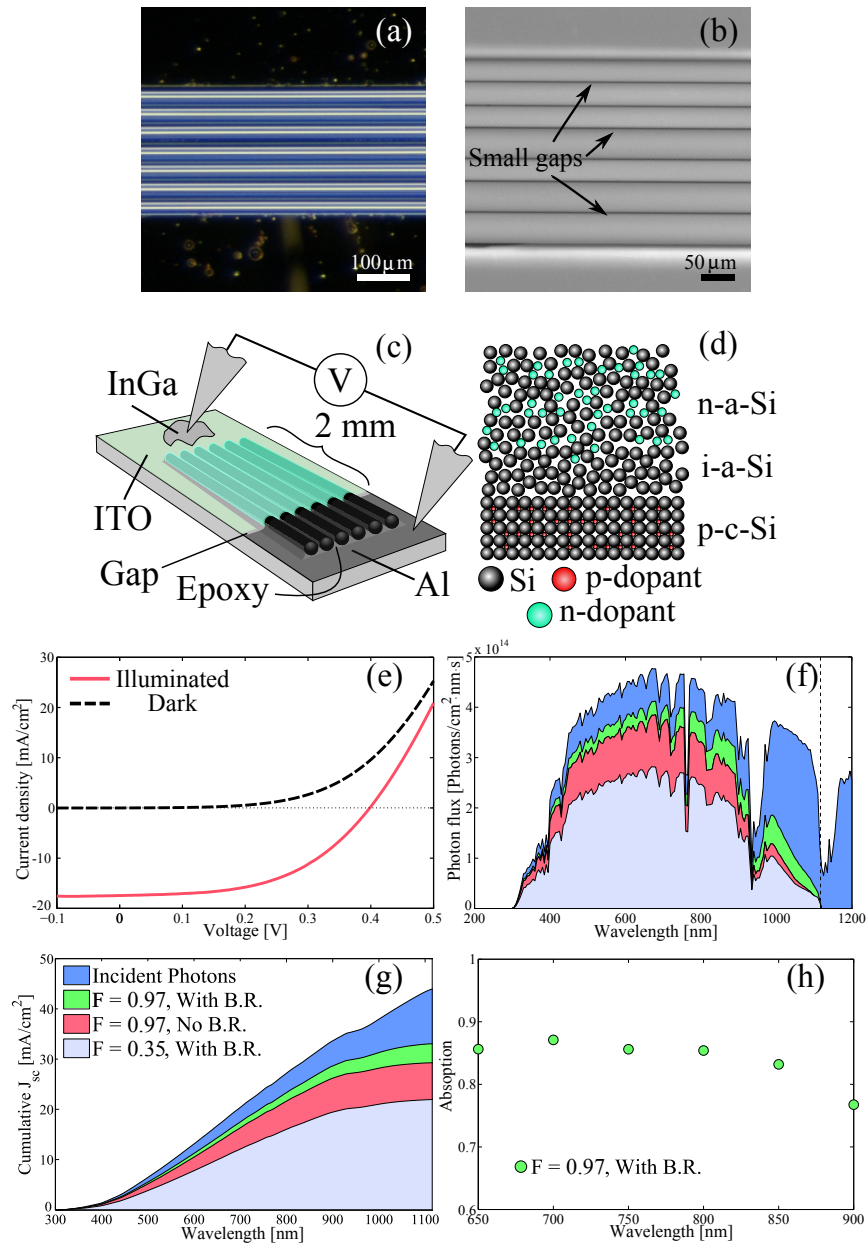 (a)
100μm
(b)
Small gaps
50μm
(c)
V
InGa
2 mm
ITO
Gap
Epoxy
Al
(d)
n-a-Si
i-a-Si
p-c-Si
Si
p-dopant
n-dopant
(e)
Illuminated
Dark
Current density [mA/cm²]
30
20
10
0
-10
-20
−0.1
0
0.1
0.2
0.3
0.4
0.5
Voltage [V]
(f)
x 10¹⁴
Photon flux [Photons/cm² nm·s]
5
4
3
2
1
0
200
400
600
800
1000
1200
Wavelength [nm]
(g)
Incident Photons
F = 0.97, With B.R.
F = 0.97, No B.R.
F = 0.35, With B.R.
Cumulative J_sc [mA/cm²]
50
40
30
20
10
0
300
400
500
600
700
800
900
1000
1100
Wavelength [nm]
(h)
Absoption
1
0.9
0.8
0.7
0.6
F = 0.97, With B.R.
650
700
750
800
850
900
Wavelength [nm]